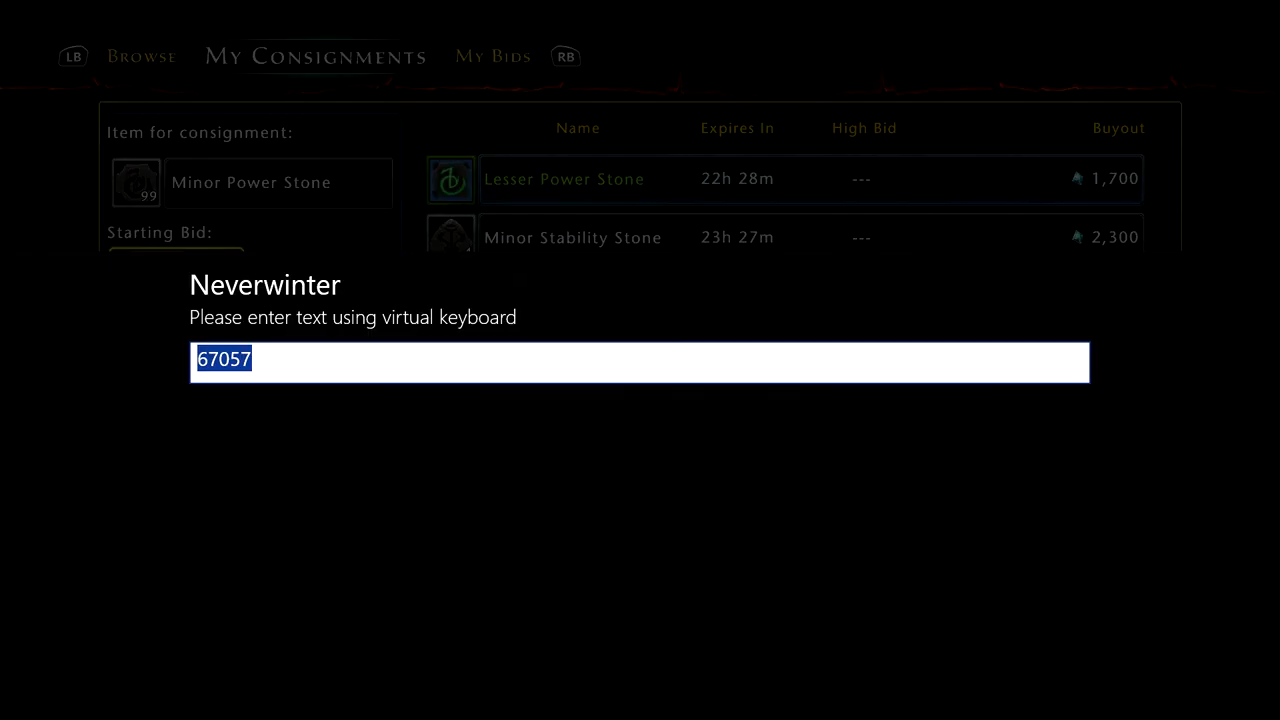 LB Browse My Consignments My Bids RB
Item for consignment:
Name Expires In High Bid Buyout
99 Minor Power Stone
Lesser Power Stone 22h 28m --- 1,700
Starting Bid:
Minor Stability Stone 23h 27m --- 2,300
Neverwinter
Please enter text using virtual keyboard
67057